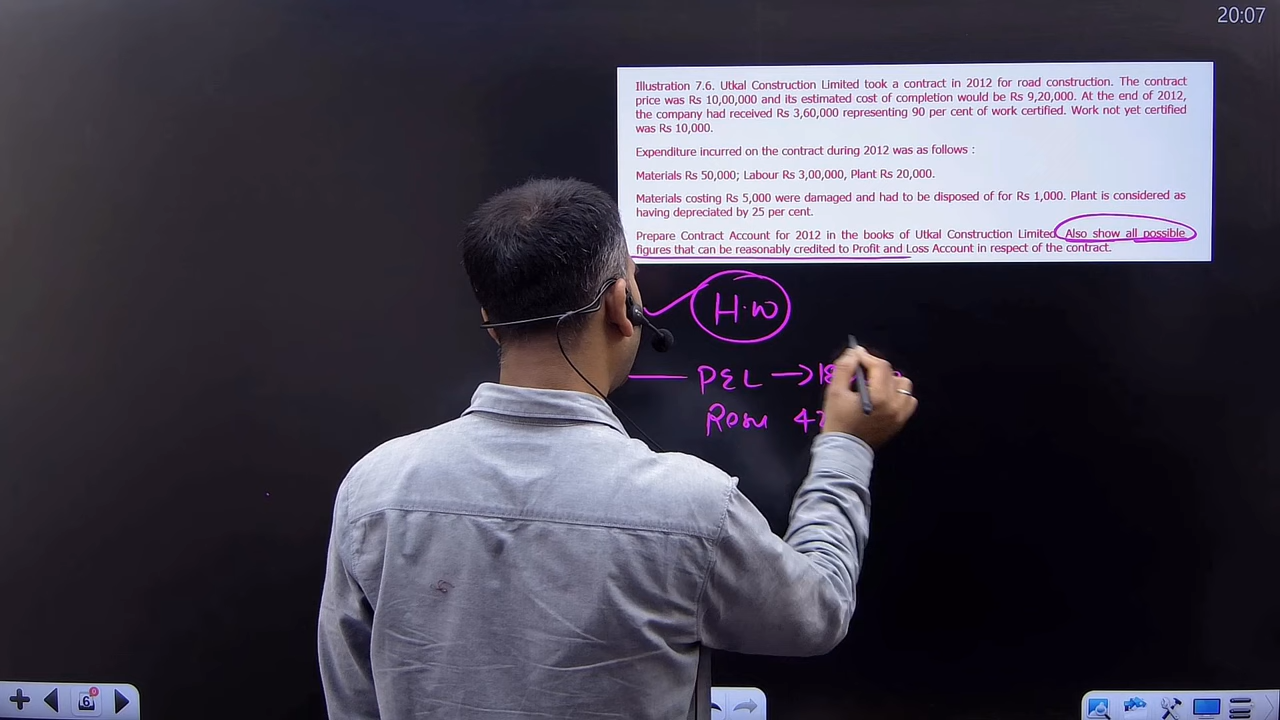 20:07
Illustration 7.6. Utkal Construction Limited took a contract in 2012 for road construction. The contract
price was Rs 10,00,000 and its estimated cost of completion would be Rs 9,20,000. At the end of 2012,
the company had received Rs 3,60,000 representing 90 per cent of work certified. Work not yet certified
was Rs 10,000.
Expenditure incurred on the contract during 2012 was as follows :
Materials Rs 50,000; Labour Rs 3,00,000, Plant Rs 20,000.
Materials costing Rs 5,000 were damaged and had to be disposed of for Rs 1,000. Plant is considered as
having depreciated by 25 per cent.
Prepare Contract Account for 2012 in the books of Utkal Construction Limited Also show all possible
figures that can be reasonably credited to Profit and Loss Account in respect of the contract.
H.W
P&L → 18
6